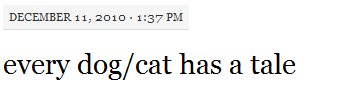 DECEMBER 11, 2010 · 1:37 PM
every dog/cat has a tale